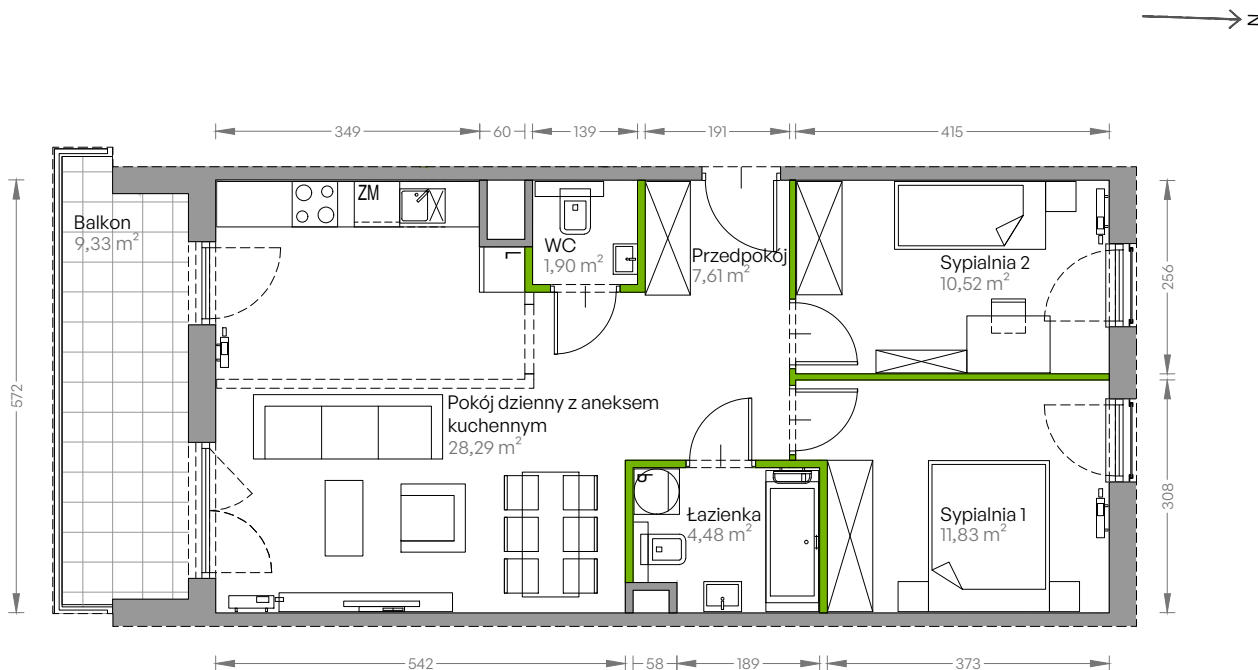 N
349
60
139
191
415
ZM
Balkon
9,33 m²
WC
1,90 m²
Przedpokój
7,61 m²
Sypialnia 2
10,52 m²
256
L
572
Pokój dzienny z aneksem
kuchennym
28,29 m²
P
Łazienka
4,48 m²
Sypialnia 1
11,83 m²
308
542
58
189
373